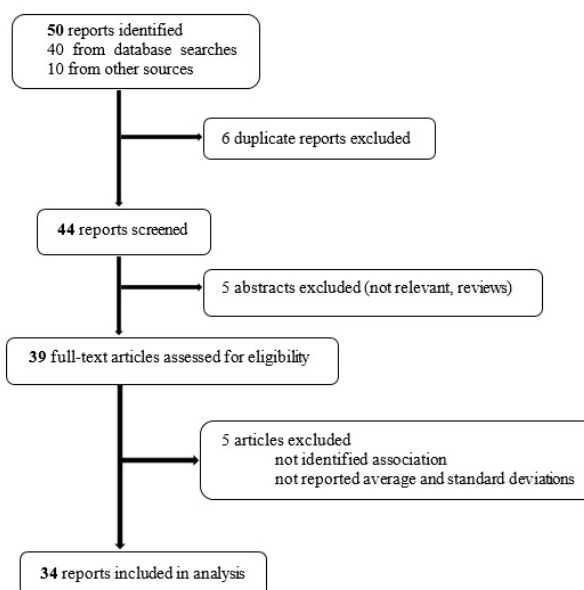 50 reports identified
40 from database searches
10 from other sources
6 duplicate reports excluded
44 reports screened
5 abstracts excluded (not relevant, reviews)
39 full-text articles assessed for eligibility
5 articles excluded
not identified association
not reported average and standard deviations
34 reports included in analysis